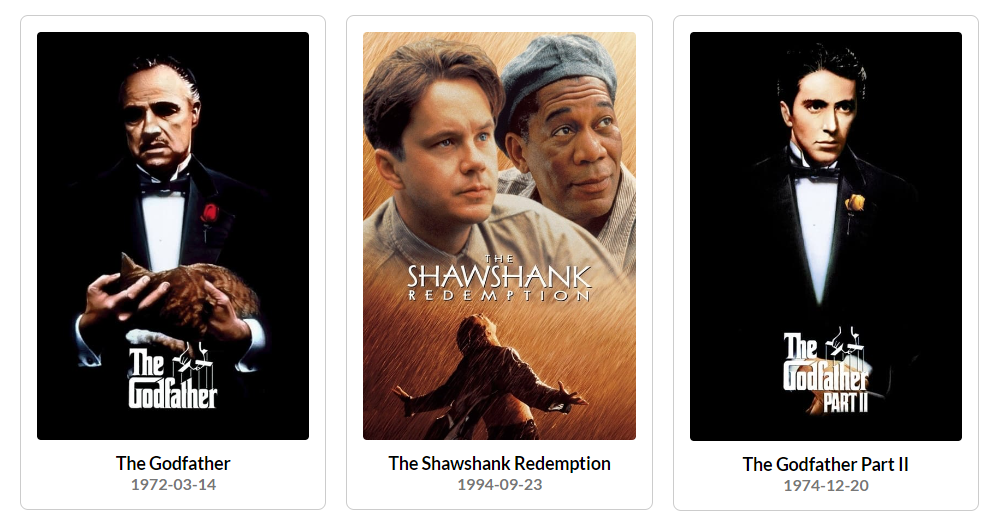 The
Godfather
The Godfather
1972-03-14
THE
SHAWSHANK
REDEMPTION
The Shawshank Redemption
1994-09-23
The
Godfather
PART II
The Godfather Part II
1974-12-20